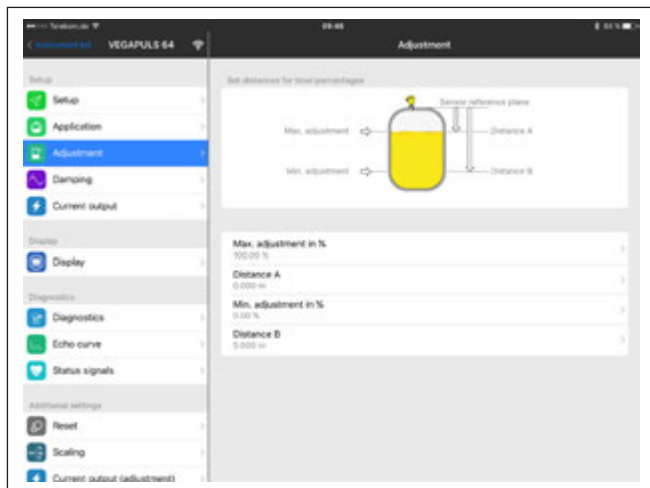 Telekom.de
09:46
VEGAPULS 64
Adjustment
Setup
Setup
Application
Adjustment
Damping
Current output
Display
Display
Diagnostics
Diagnostics
Echo curve
Status signals
Additional settings
Reset
Scaling
Current output (adjustment)
Set distances for level percentages
Sensor reference plane
Max. adjustment
Distance A
Min. adjustment
Distance B
Max. adjustment in %
100.00 %
Distance A
0.000 m
Min. adjustment in %
0.00 %
Distance B
5.000 m